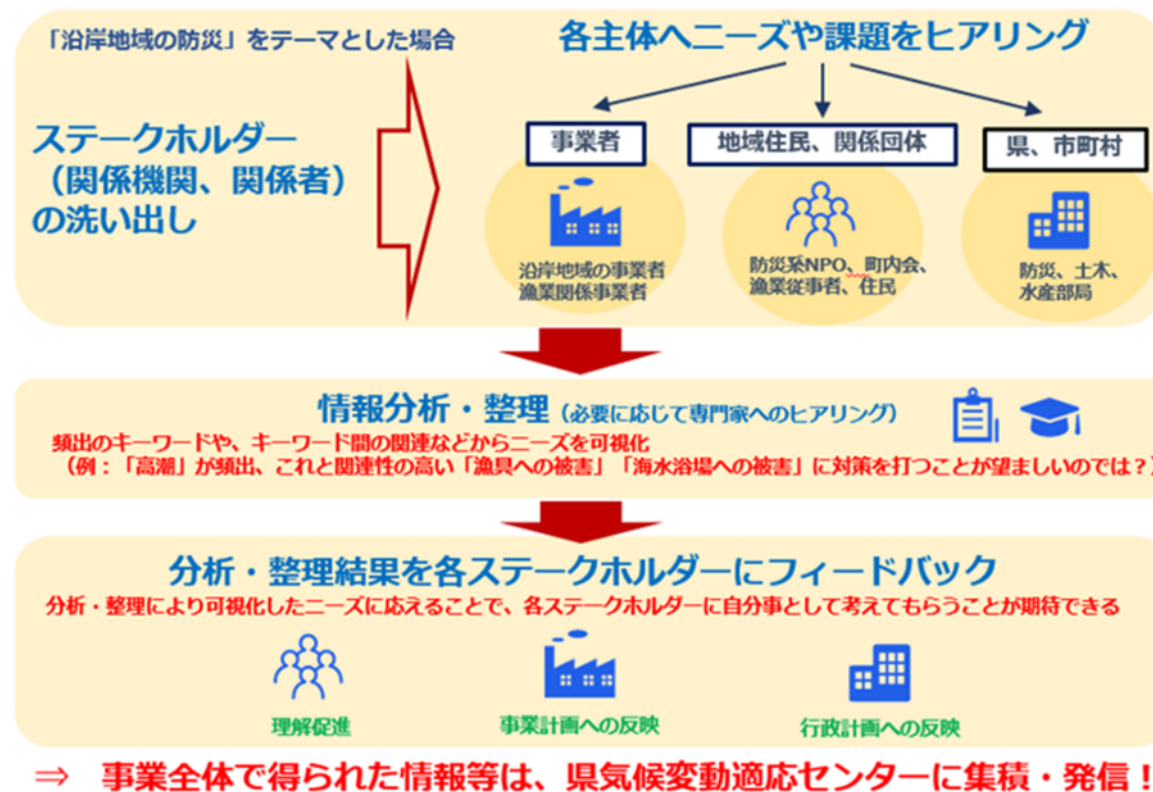 「沿岸地域の防災」をテーマとした場合
各主体へニーズや課題をヒアリング
ステークホルダー
（関係機関、関係者）
の洗い出し
事業者
地域住民、関係団体
県、市町村
沿岸地域の事業者
漁業関係事業者
防災系NPO、町内会、
漁業従事者、住民
防災、土木、
水産部局
情報分析・整理（必要に応じて専門家へのヒアリング）
頻出のキーワードや、キーワード間の関連などからニーズを可視化
（例：「高潮」が頻出、これと関連性の高い「漁具への被害」「海水浴場への被害」に対策を打つことが望ましいのでは？）
分析・整理結果を各ステークホルダーにフィードバック
分析・整理により可視化したニーズに応えることで、各ステークホルダーに自分事として考えてもらうことが期待できる
理解促進
事業計画への反映
行政計画への反映
⇒　事業全体で得られた情報等は、県気候変動適応センターに集積・発信！